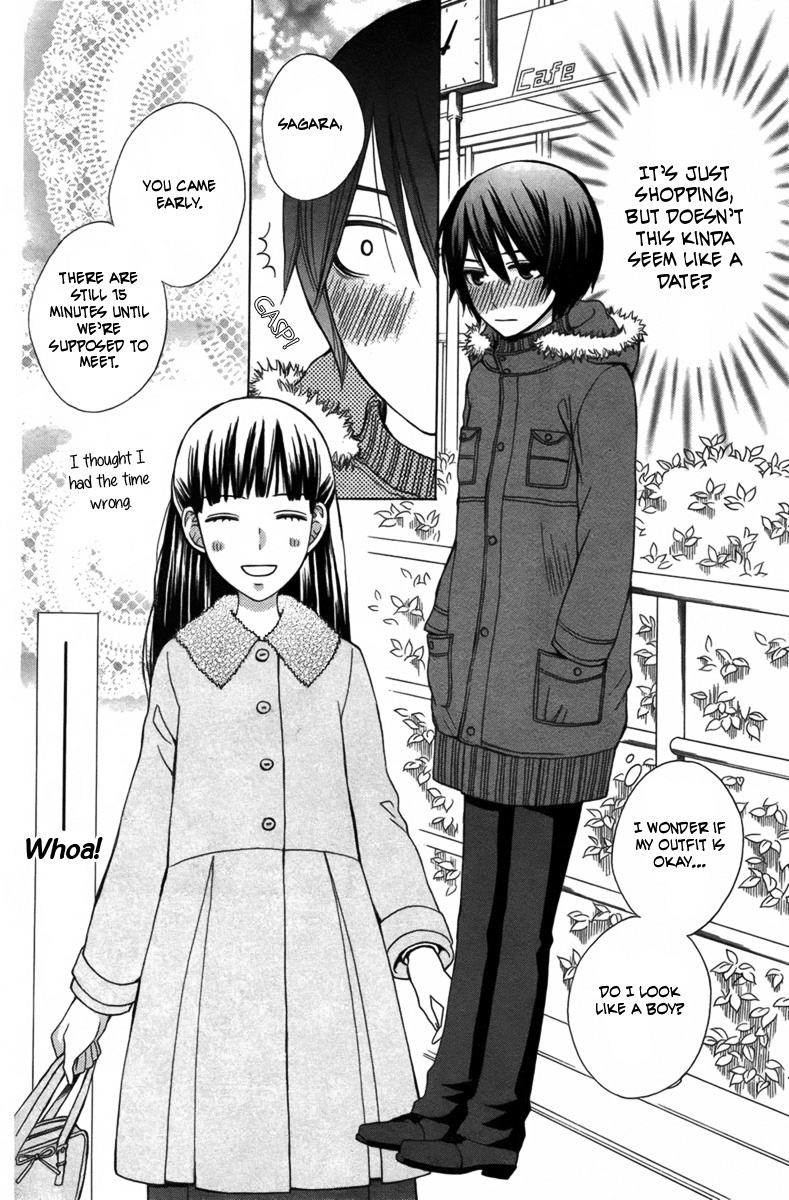 Cafe
IT'S JUST
SHOPPING,
BUT DOESN'T
THIS KINDA
SEEM LIKE A
DATE?
I WONDER IF
MY OUTFIT IS
OKAY...
DO I LOOK
LIKE A BOY?
SAGARA,
GASP!
YOU CAME
EARLY.
THERE ARE
STILL 15
MINUTES UNTIL
WE'RE
SUPPOSED TO
MEET.
I thought I
had the time
wrong.
Whoa!